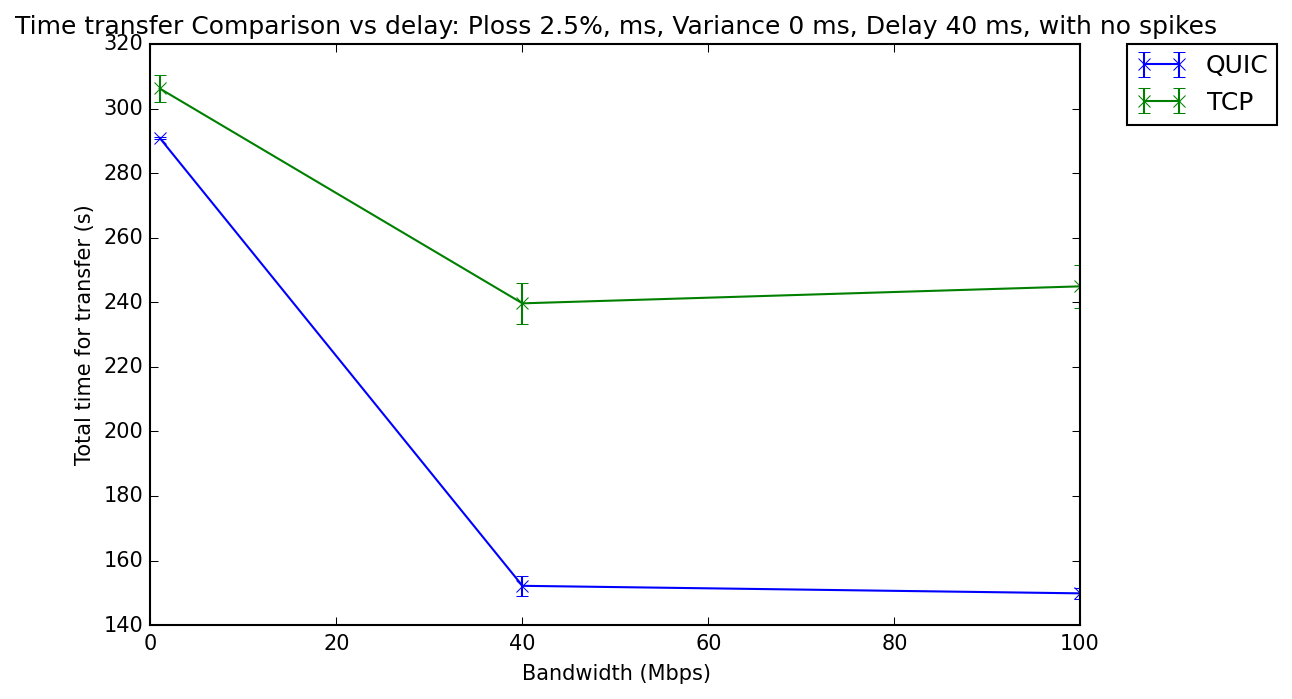 Time transfer Comparison vs delay: Ploss 2.5%, ms, Variance 0 ms, Delay 40 ms, with no spikes
QUIC
TCP
320
300
280
260
240
220
200
180
160
140
Total time for transfer (s)
0 20 40 60 80 100
Bandwidth (Mbps)